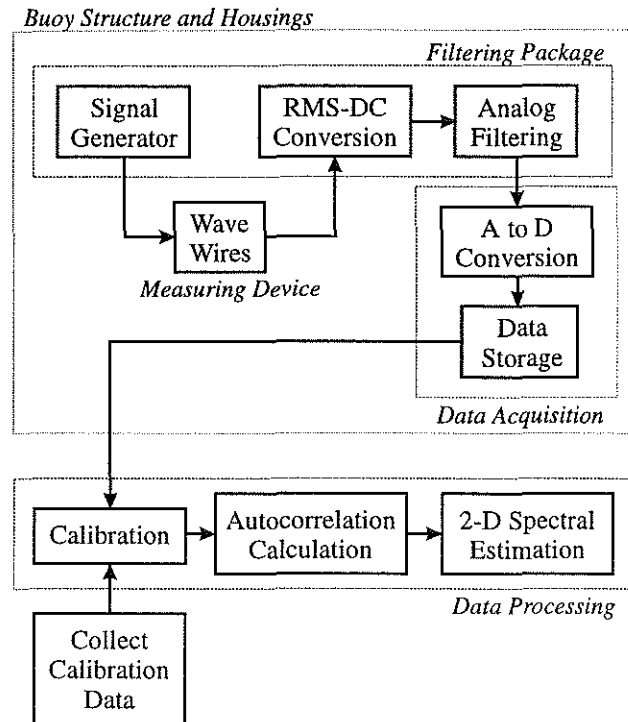 Buoy Structure and Housings
Filtering Package
Signal
Generator
RMS-DC
Conversion
Analog
Filtering
Wave
Wires
Measuring Device
A to D
Conversion
Data
Storage
Data Acquisition
Calibration
Autocorrelation
Calculation
2-D Spectral
Estimation
Data Processing
Collect
Calibration
Data